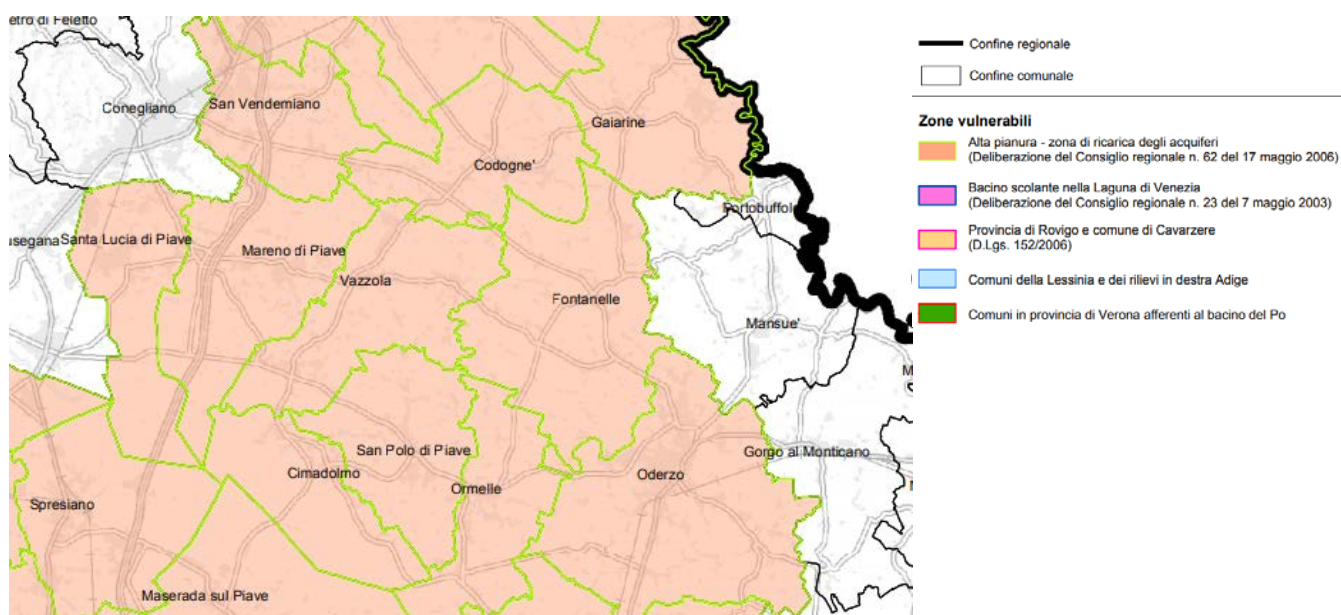 etro di Feletto
Conegliano
San Vendemiano
Gaiarine
Codogne'
Portobuffole
usegana
Santa Lucia di Piave
Mareno di Piave
Vazzola
Fontanelle
Mansue'
San Polo di Piave
Gorgo al Monticano
Cimadolmo
Oderzo
Ormelle
Spresiano
Maserada sul Piave
Confine regionale
Confine comunale
Zone vulnerabili
Alta pianura - zona di ricarica degli acquiferi
(Deliberazione del Consiglio regionale n. 62 del 17 maggio 2006)
Bacino scolante nella Laguna di Venezia
(Deliberazione del Consiglio regionale n. 23 del 7 maggio 2003)
Provincia di Rovigo e comune di Cavarzere
(D.Lgs. 152/2006)
Comuni della Lessinia e dei rilievi in destra Adige
Comuni in provincia di Verona afferenti al bacino del Po